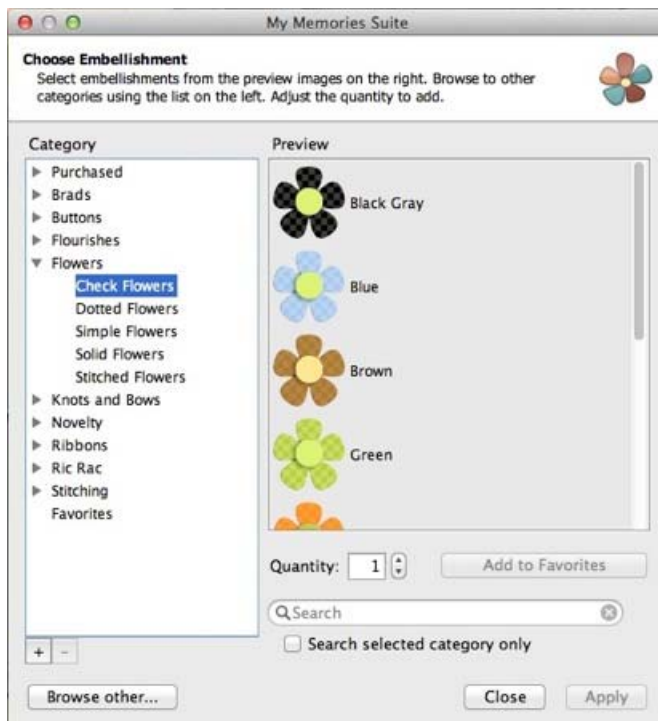 My Memories Suite
Choose Embellishment
Select embellishments from the preview images on the right. Browse to other
categories using the list on the left. Adjust the quantity to add.
Category
Purchased
Brads
Buttons
Flourishes
Flowers
Check Flowers
Dotted Flowers
Simple Flowers
Solid Flowers
Stitched Flowers
Knots and Bows
Novelty
Ribbons
Ric Rac
Stitching
Favorites
+ -
Preview
Black Gray
Blue
Brown
Green
Quantity: 1
Add to Favorites
Search
Search selected category only
Browse other...
Close
Apply